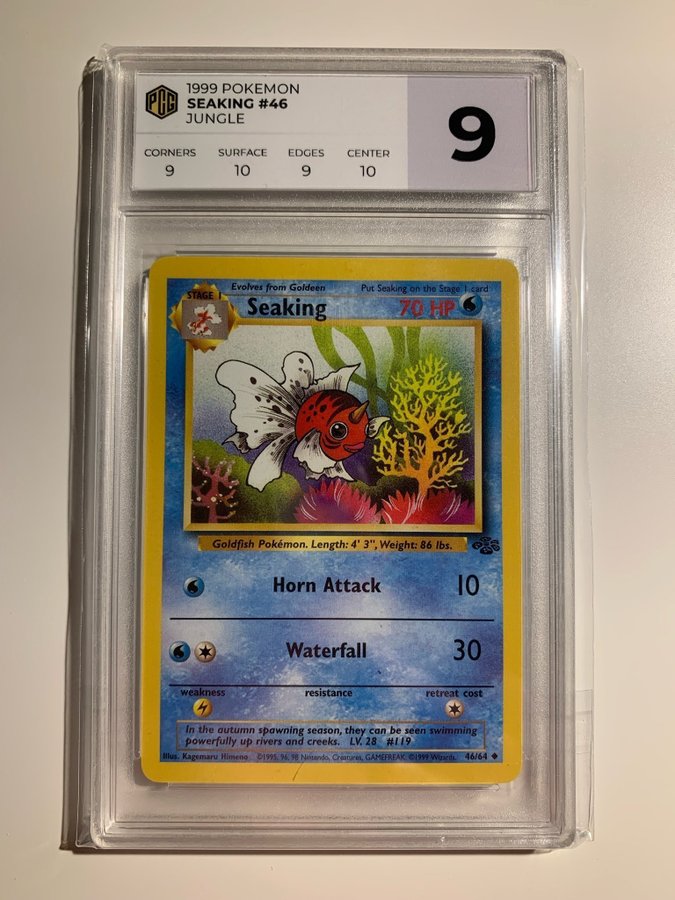 PGG
1999 POKEMON
SEAKING #46
JUNGLE
9
CORNERS SURFACE EDGES CENTER
9 10 9 10
Evolves from Goldeen Put Seaking on the Stage 1 card
STAGE 1
Seaking 70 HP
Goldfish Pokémon. Length: 4' 3", Weight: 86 lbs.
Horn Attack 10
Waterfall 30
weakness resistance retreat cost
In the autumn spawning season, they can be seen swimming
powerfully up rivers and creeks. LV. 28 #119
Illus. Kagemaru Himeno ©1995, 96, 98 Nintendo, Creatures, GAMEFREAK. ©1999 Wizards. 46/64